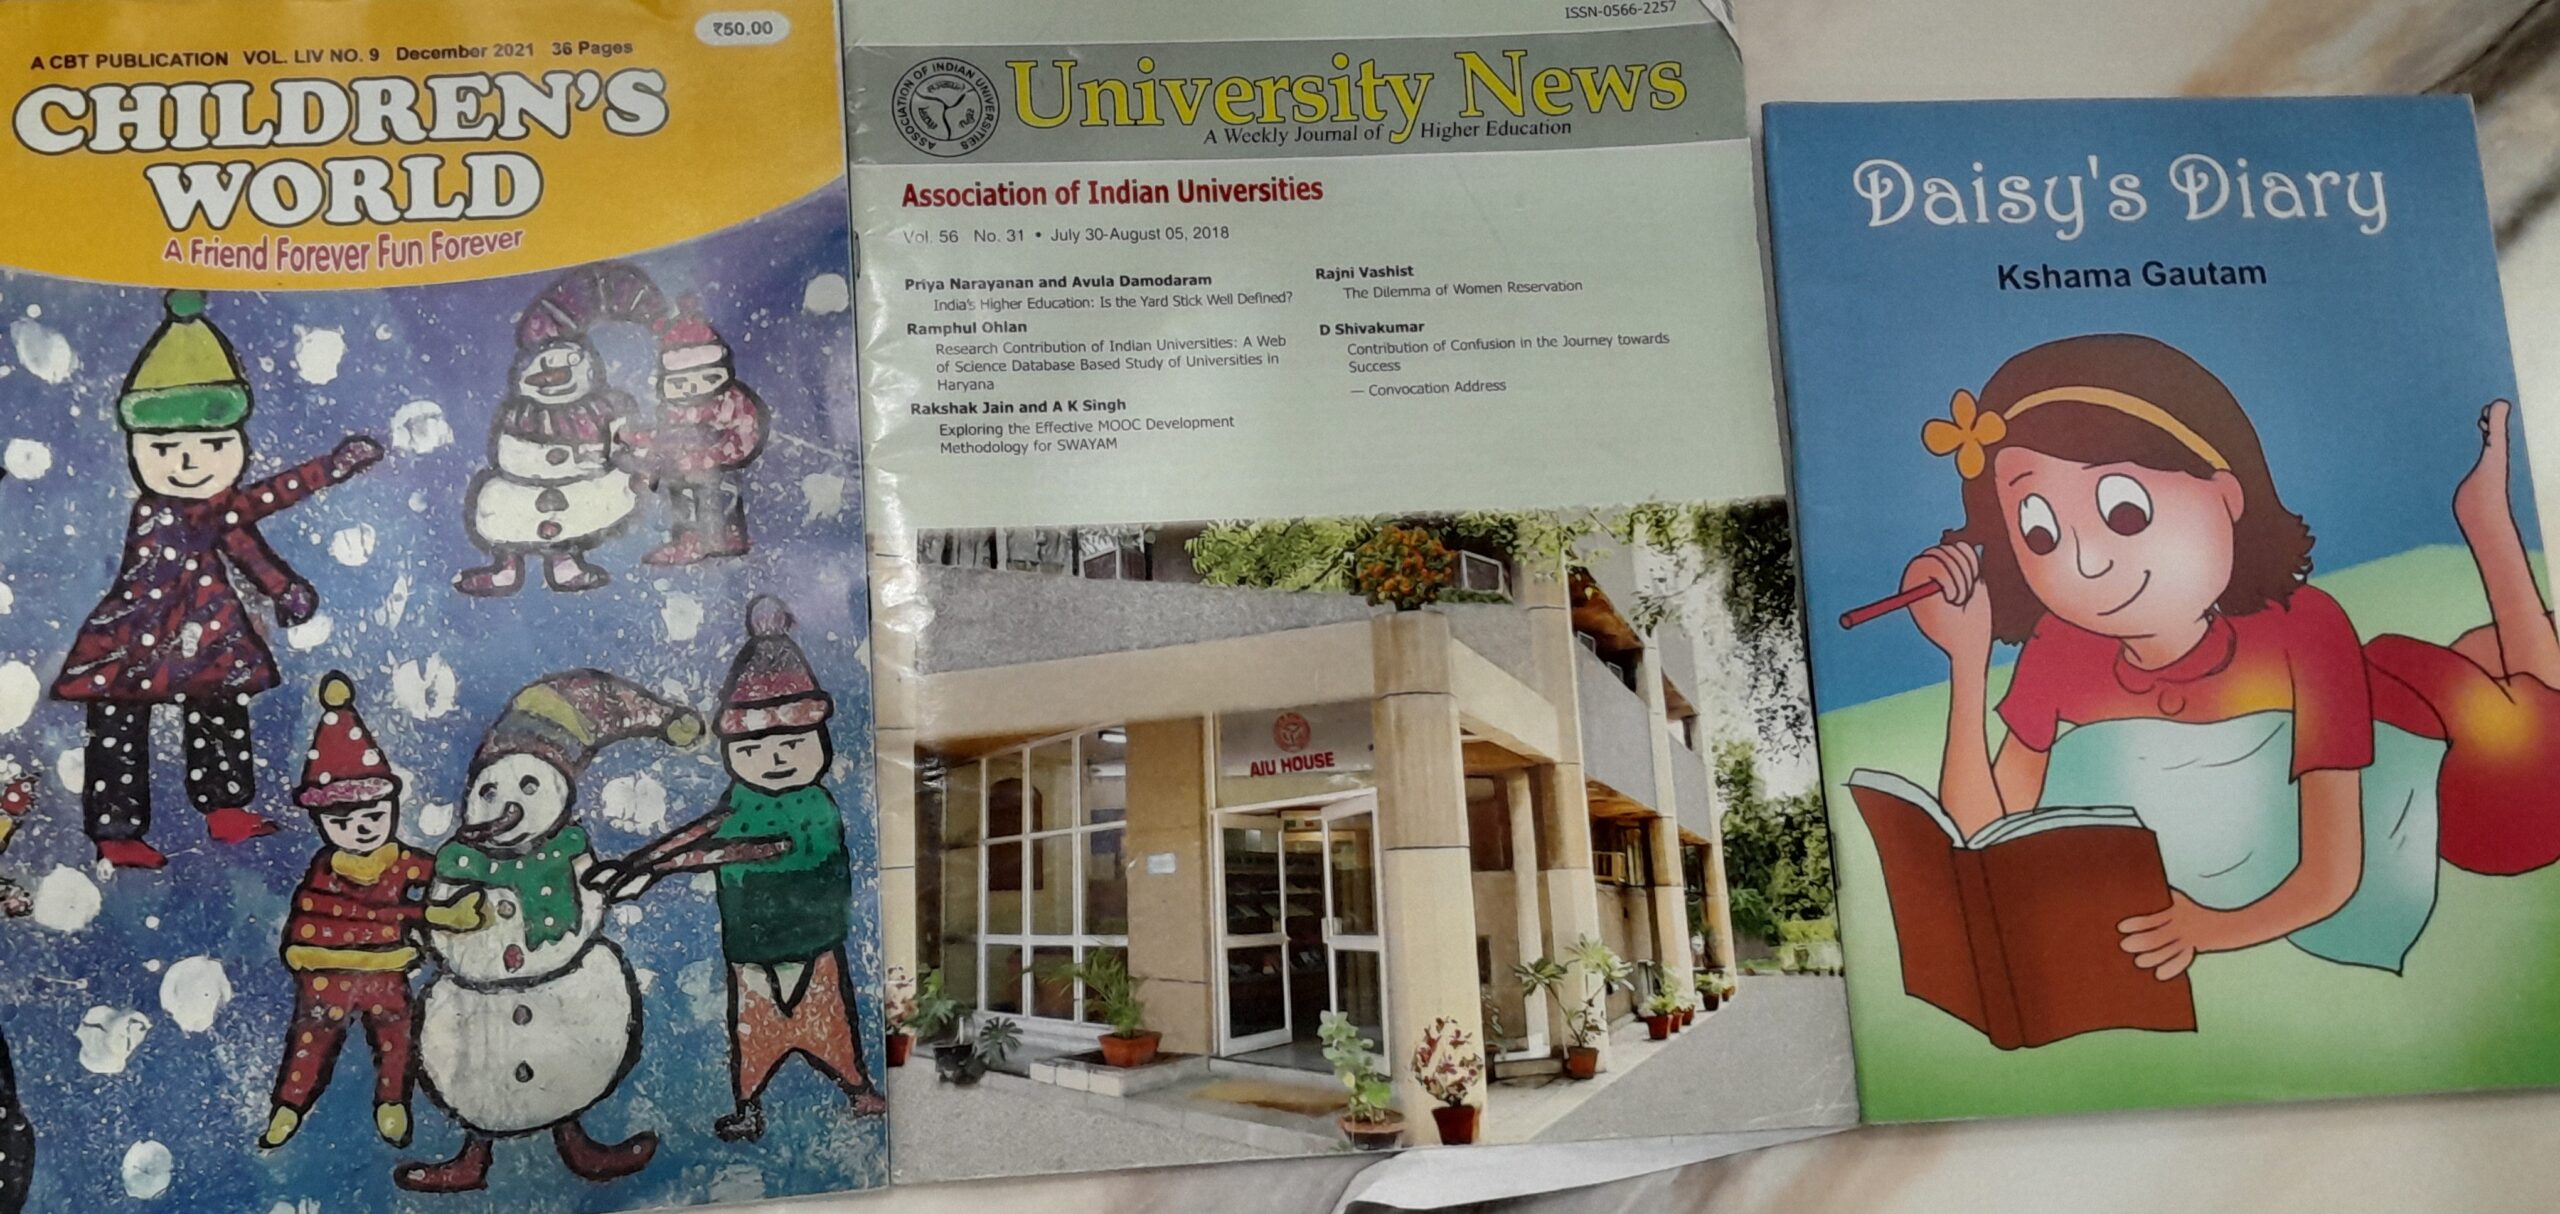 ₹50.00
A CBT PUBLICATION VOL. LIV NO. 9 December 2021 36 Pages
CHILDREN'S
WORLD
A Friend Forever Fun Forever
ISSN-0566-2257
ASSOCIATION OF INDIAN UNIVERSITIES
University News
A Weekly Journal of Higher Education
Association of Indian Universities
Vol. 56 No. 31 • July 30-August 05, 2018
Priya Narayanan and Avula Damodaram
India's Higher Education: Is the Yard Stick Well Defined?
Ramphul Ohlan
Research Contribution of Indian Universities: A Web
of Science Database Based Study of Universities in
Haryana
Rakshak Jain and A K Singh
Exploring the Effective MOOC Development
Methodology for SWAYAM
Rajni Vashist
The Dilemma of Women Reservation
D Shivakumar
Contribution of Confusion in the Journey towards
Success
— Convocation Address
AIU HOUSE
Daisy's Diary
Kshama Gautam